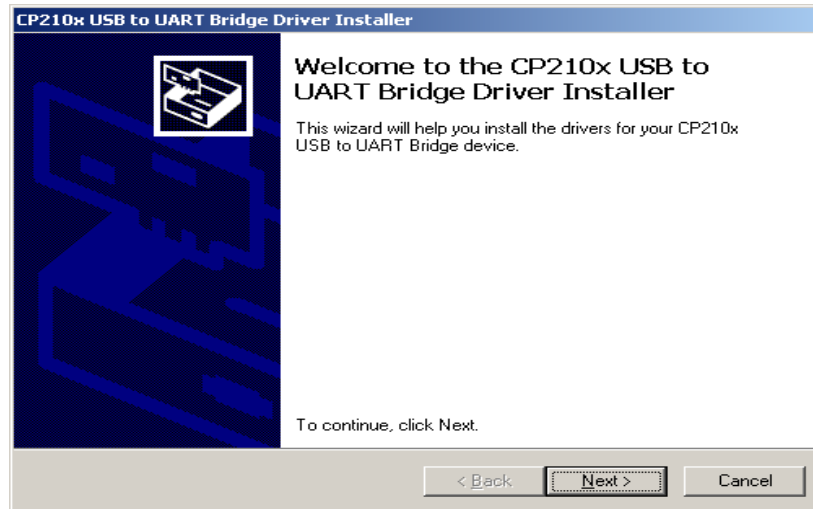 CP210x USB to UART Bridge Driver Installer
Welcome to the CP210x USB to
UART Bridge Driver Installer
This wizard will help you install the drivers for your CP210x
USB to UART Bridge device.
To continue, click Next.
< Back Next > Cancel